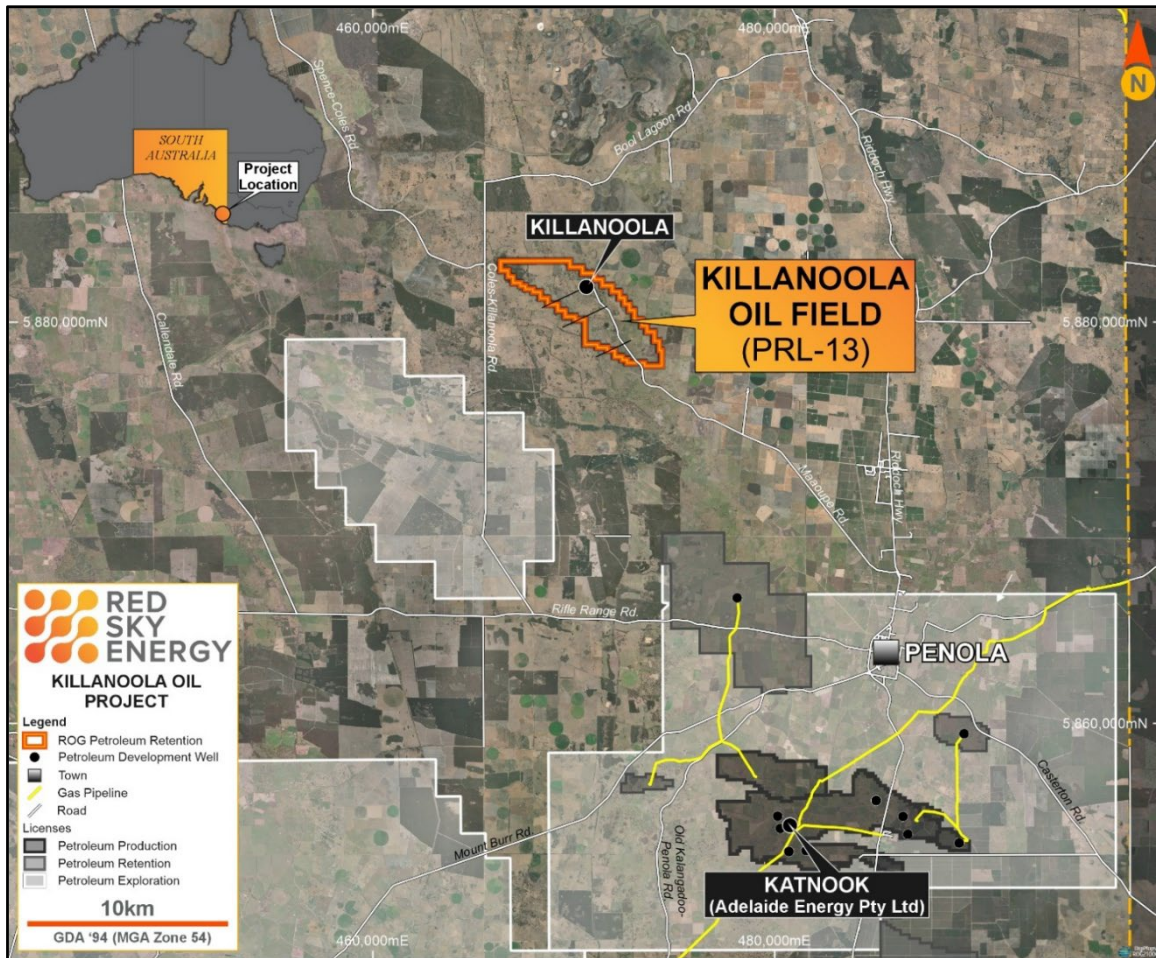 460,000mE
480,000mE
N
SOUTH
AUSTRALIA
Project
Location
Spence-Coles Rd
Bool Lagoon Rd
Riddoch Hwy
KILLANOOLA
KILLANOOLA
OIL FIELD
(PRL-13)
Coles-Killanoola Rd.
5,880,000mN
5,880,000mN
Callendale Rd.
Maaoupe Rd.
Riddoch Hwy
Rifle Range Rd.
PENOLA
5,860,000mN
Casterton Rd.
Mount Burr Rd.
Old Kalangadoo-
Penola Rd
KATNOOK
(Adelaide Energy Pty Ltd)
460,000mE
480,000mE
RED
SKY
ENERGY
KILLANOOLA OIL
PROJECT
Legend
ROG Petroleum Retention
Petroleum Development Well
Town
Gas Pipeline
Road
Licenses
Petroleum Production
Petroleum Retention
Petroleum Exploration
10km
GDA ‘94 (MGA Zone 54)